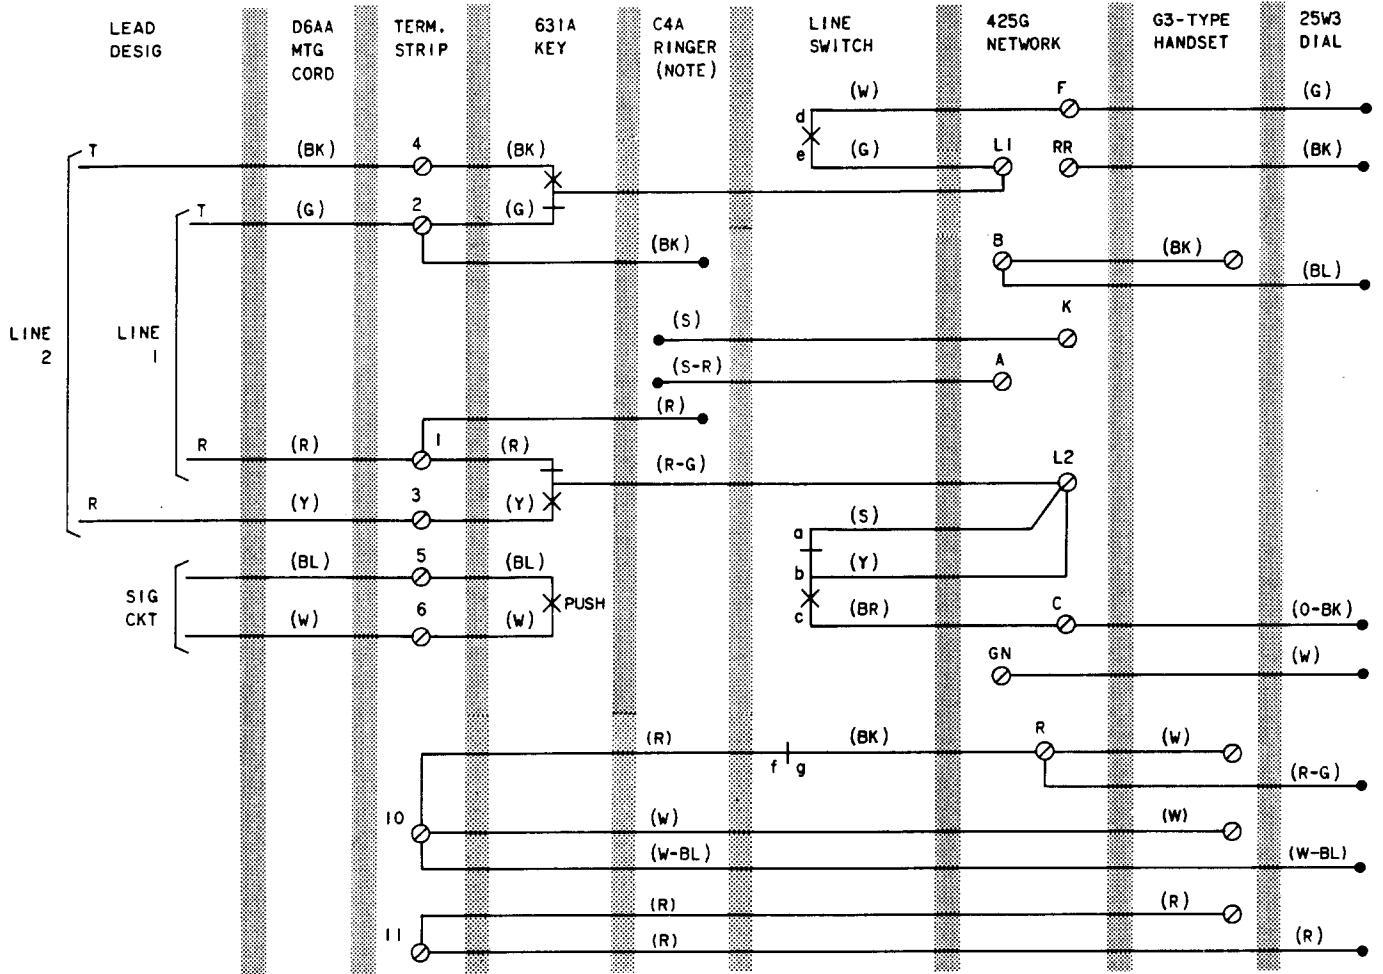 LEAD DESIG
D6AA MTG CORD
TERM. STRIP
631A KEY
C4A RINGER (NOTE)
LINE SWITCH
425G NETWORK
G3-TYPE HANDSET
25W3 DIAL
d (W) F (G)
T (BK) 4 (BK) e (G) L1 RR (BK)
T (G) 2 (G)
(BK) B (BK) (BL)
LINE 2
LINE 1
(S) K
(S-R) A
(R)
R (R) 1 (R) (R-G) L2
R (Y) 3 (Y)
a (S)
SIG CKT
(BL) 5 (BL) b (Y)
PUSH
(W) 6 (W) c (BR) C (O-BK)
GN (W)
(R) f g (BK) R (W)
(R-G)
10 (W) (W)
(W-BL) (W-BL)
(R) (R)
11 (R) (R)